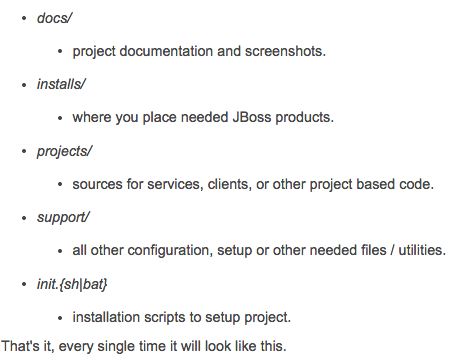 • docs/
• project documentation and screenshots.
• installs/
• where you place needed JBoss products.
• projects/
• sources for services, clients, or other project based code.
• support/
• all other configuration, setup or other needed files / utilities.
• init.{sh|bat}
• installation scripts to setup project.
That's it, every single time it will look like this.